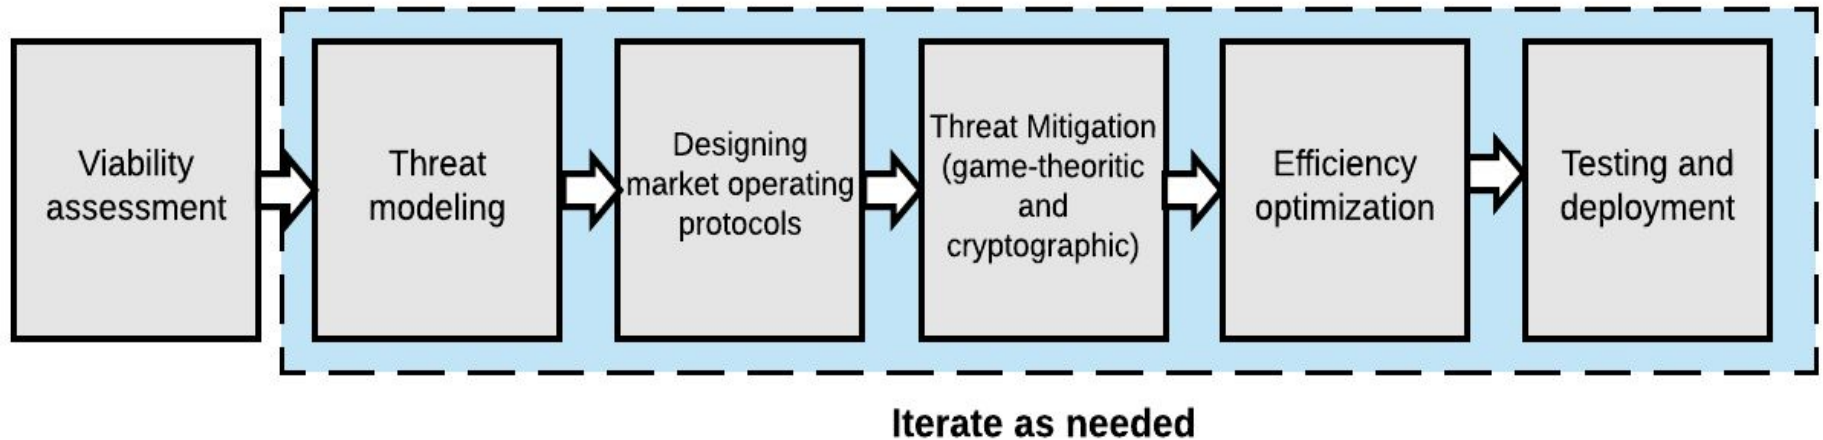 Viability
assessment
Threat
modeling
Designing
market operating
protocols
Threat Mitigation
(game-theoritic
and
cryptographic)
Efficiency
optimization
Testing and
deployment
Iterate as needed